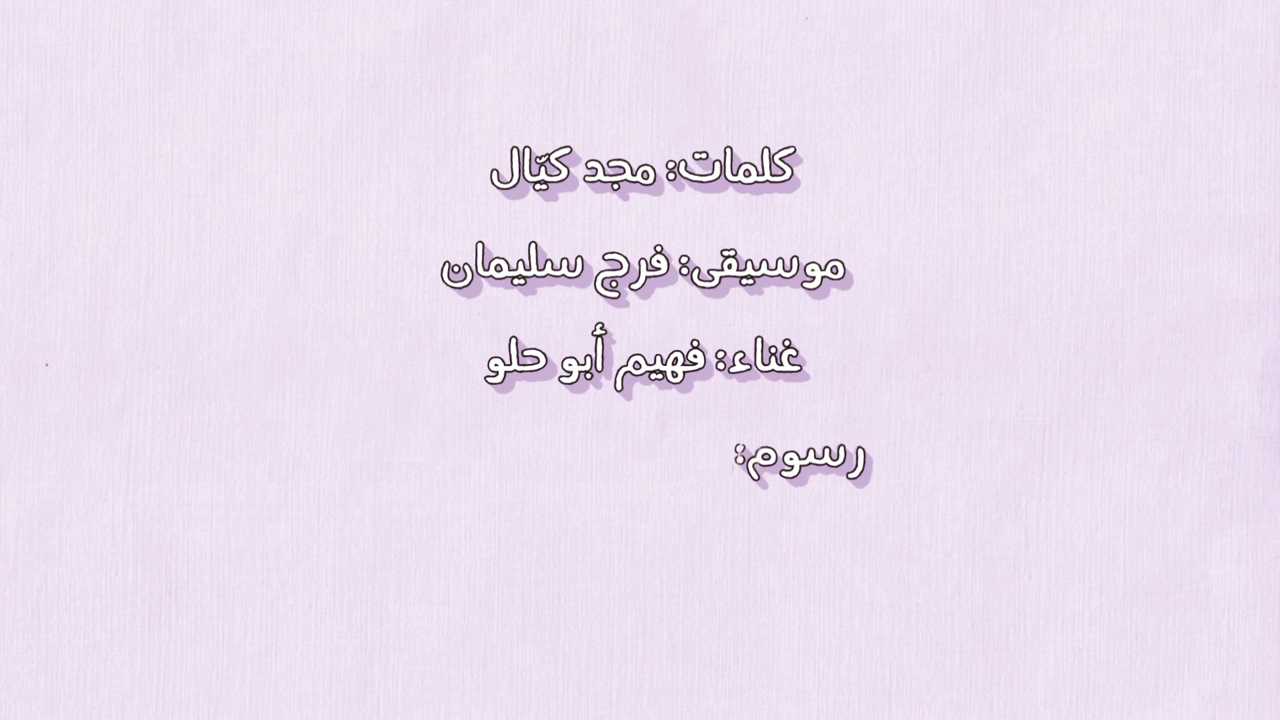 كلمات: مجد كيّال
موسيقى: فرج سليمان
غناء: فهيم أبو حلو
رسوم: